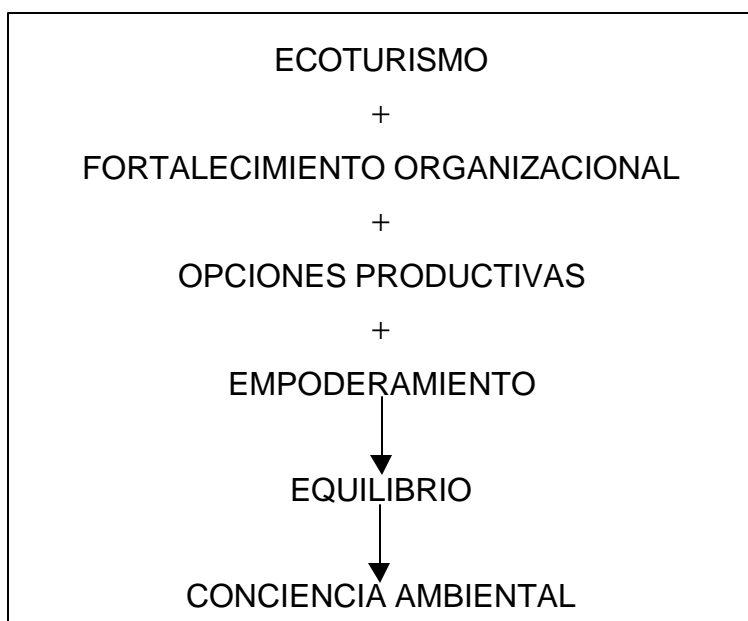 ECOTURISMO
+
FORTALECIMIENTO ORGANIZACIONAL
+
OPCIONES PRODUCTIVAS
+
EMPODERAMIENTO
EQUILIBRIO
CONCIENCIA AMBIENTAL